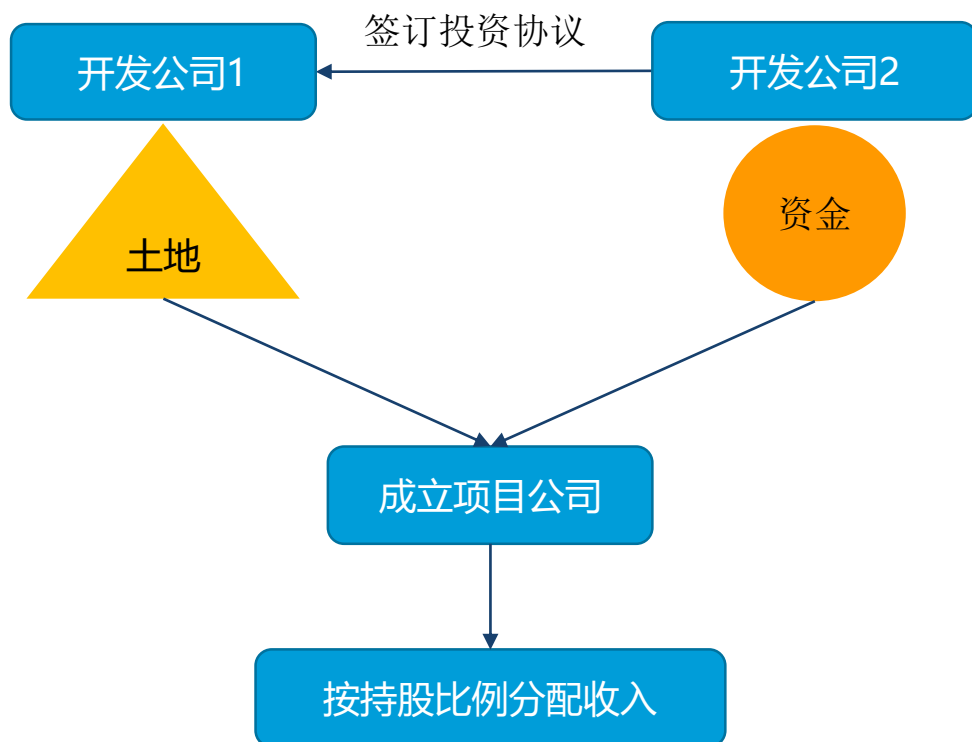 签订投资协议
开发公司1
开发公司2
土地
资金
成立项目公司
按持股比例分配收入